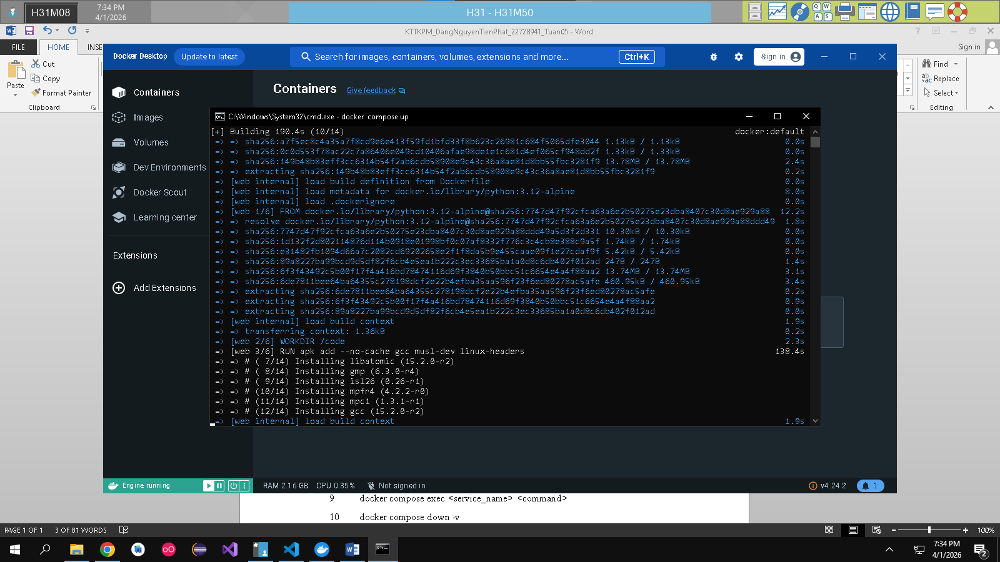 H31M08
7:34 PM
4/1/2026
H31 - H31M50
Q W
A S
KTTKPM_DangNguyenTienPhat_22728941_Tuan05 - Word
FILE
HOME
INSE
Sign in
Paste
Cut
Copy
Format Painter
Clipboard
Find
Replace
Select
Editing
Docker Desktop
Update to latest
Search for images, containers, volumes, extensions and more...
Ctrl+K
Sign in
Containers
Images
Volumes
Dev Environments
Docker Scout
Learning center
Extensions
Add Extensions
Containers
Give feedback
C:\Windows\System32\cmd.exe - docker compose up
[+] Building 190.4s (10/14) docker:default
=> => sha256:a7f5ec8c4a35a7f8cd9e6e413f59fd1bfd33f8b623c26981c684f5065dfe3044 1.13kB / 1.13kB 0.0s
=> => sha256:0c0d553f78ac22c7a86406e049cd10406afae98de1e1c681d4ef065cf948dd2f 1.33kB / 1.33kB 0.0s
=> => sha256:149b48b83eff3cc6314b54f2ab6cdb58908e9c43c36a8ae81d8bb55fbc3281f9 13.78MB / 13.78MB 2.4s
=> => extracting sha256:149b48b83eff3cc6314b54f2ab6cdb58908e9c43c36a8ae81d8bb55fbc3281f9 0.2s
=> [web internal] load build definition from Dockerfile 0.0s
=> [web internal] load metadata for docker.io/library/python:3.12-alpine 8.0s
=> [web internal] load .dockerignore 0.0s
=> [web 1/6] FROM docker.io/library/python:3.12-alpine@sha256:7747d47f92cfca63a6e2b50275e23dba8407c30d8ae929a88 12.2s
=> => resolve docker.io/library/python:3.12-alpine@sha256:7747d47f92cfca63a6e2b50275e23dba8407c30d8ae929a88ddd49 1.8s
=> => sha256:7747d47f92cfca63a6e2b50275e23dba8407c30d8ae929a88ddd49a5d3f2d331 10.30kB / 10.30kB 0.0s
=> => sha256:1d132f2d802114876d114b0918e01998bf0c07af8332f776c3c4cb8e388c9a5f 1.74kB / 1.74kB 0.0s
=> => sha256:e31482fb1094d66a7c2082cd69202658e2f1f8da5b9e455caae09f1e27cdaf9f 5.42kB / 5.42kB 0.0s
=> => sha256:89a8227ba99bcd9d5df82f6cb4e5ea1b222c3ec33685ba1a0d8c6db402f012ad 247B / 247B 1.4s
=> => sha256:6f3f43492c5b00f17f4a416bd78474116d69f3840b50bbc51c6654e4a4f88aa2 13.74MB / 13.74MB 3.1s
=> => sha256:6de7811bee64ba64355c278198dcf2e22b4efba35aa596f23f6ed80278ac5afe 460.95kB / 460.95kB 3.4s
=> => extracting sha256:6de7811bee64ba64355c278198dcf2e22b4efba35aa596f23f6ed80278ac5afe 0.2s
=> => extracting sha256:6f3f43492c5b00f17f4a416bd78474116d69f3840b50bbc51c6654e4a4f88aa2 0.9s
=> => extracting sha256:89a8227ba99bcd9d5df82f6cb4e5ea1b222c3ec33685ba1a0d8c6db402f012ad 0.0s
=> [web internal] load build context 1.9s
=> => transferring context: 1.36kB 0.2s
=> [web 2/6] WORKDIR /code 2.3s
=> [web 3/6] RUN apk add --no-cache gcc musl-dev linux-headers 138.4s
=> => # ( 7/14) Installing libatomic (15.2.0-r2)
=> => # ( 8/14) Installing gmp (6.3.0-r4)
=> => # ( 9/14) Installing isl26 (0.26-r1)
=> => # (10/14) Installing mpfr4 (4.2.2-r0)
=> => # (11/14) Installing mpc1 (1.3.1-r1)
=> => # (12/14) Installing gcc (15.2.0-r2)
=> [web internal] load build context 1.9s
Engine running
RAM 2.16 GB CPU 0.35% Not signed in
v4.24.2
1
9 docker compose exec <service_name> <command>
10 docker compose down -v
PAGE 1 OF 1 3 OF 81 WORDS
100%
7:34 PM
4/1/2026
2